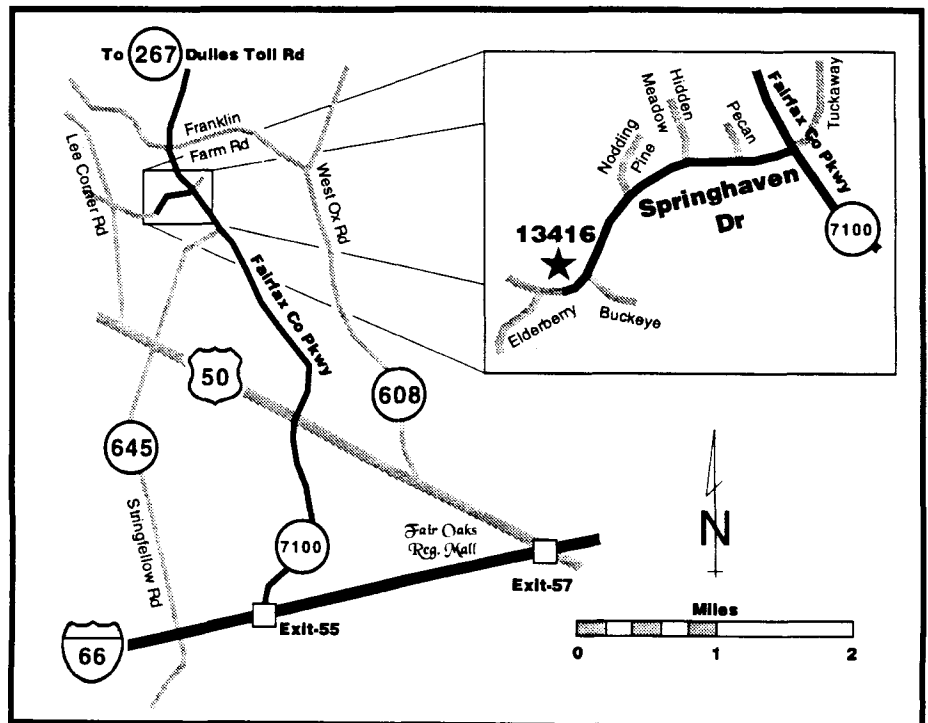 To 267 Dulles Toll Rd
Franklin
Farm Rd
Lee Corner Rd
West Ox Rd
Fairfax Co Pkwy
50
608
645
Stringfellow Rd
7100
Fair Oaks
Reg. Mall
Exit-57
Exit-55
66
Nodding
Pine
Hidden
Meadow
Pecan
Fairfax Co Pkwy
Tuckaway
Springhaven
Dr
7100
13416
Elderberry
Buckeye
N
Miles
0 1 2